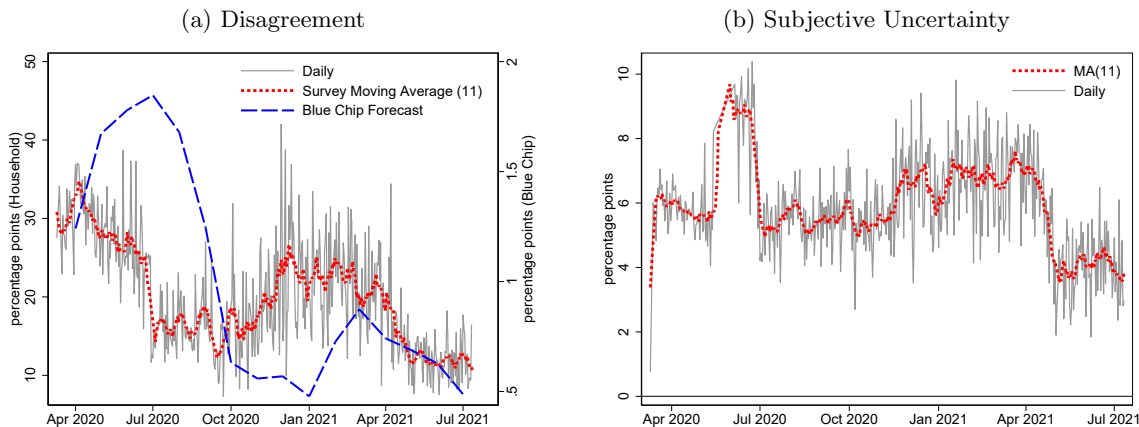 (a) Disagreement
percentage points (Household)
50
40
30
20
10
Daily
Survey Moving Average (11)
Blue Chip Forecast
2
1.5
1
.5
percentage points (Blue Chip)
Apr 2020 Jul 2020 Oct 2020 Jan 2021 Apr 2021 Jul 2021
(b) Subjective Uncertainty
percentage points
10
8
6
4
2
0
MA(11)
Daily
Apr 2020 Jul 2020 Oct 2020 Jan 2021 Apr 2021 Jul 2021